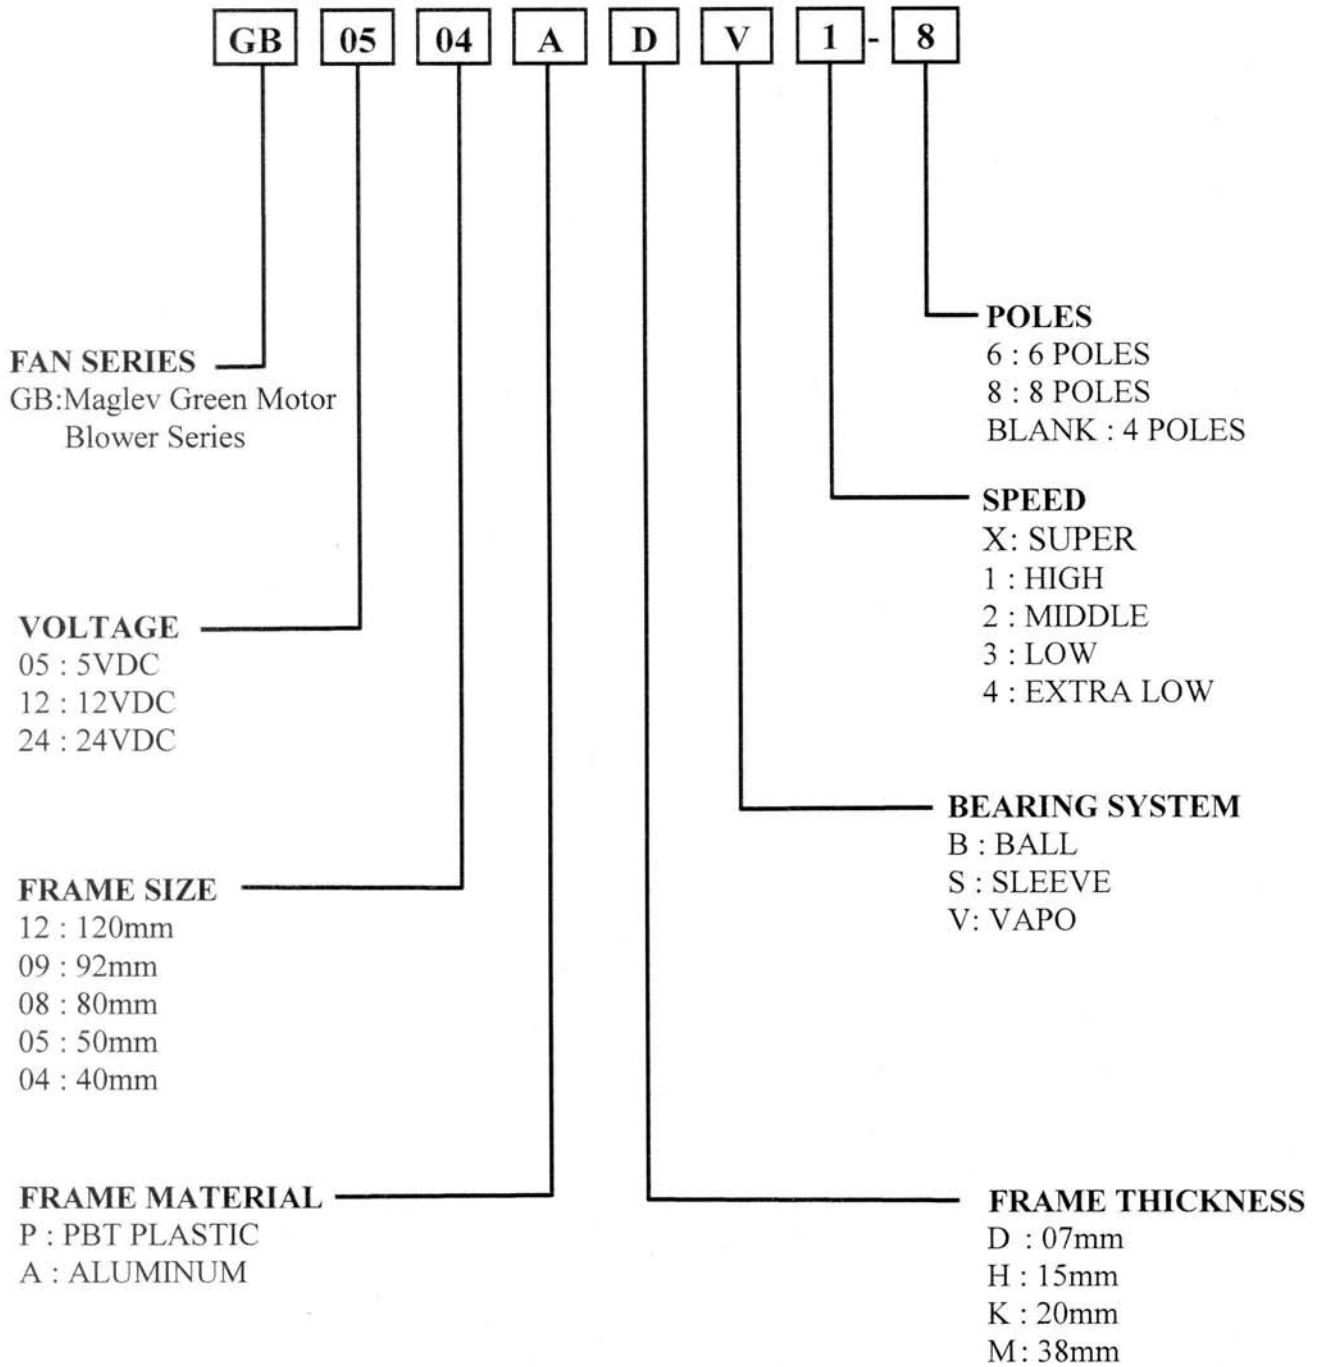 GB 05 04 A D V 1 - 8
POLES
6 : 6 POLES
8 : 8 POLES
BLANK : 4 POLES
FAN SERIES
GB:Maglev Green Motor
Blower Series
SPEED
X: SUPER
1 : HIGH
2 : MIDDLE
3 : LOW
4 : EXTRA LOW
VOLTAGE
05 : 5VDC
12 : 12VDC
24 : 24VDC
BEARING SYSTEM
B : BALL
S : SLEEVE
V: VAPO
FRAME SIZE
12 : 120mm
09 : 92mm
08 : 80mm
05 : 50mm
04 : 40mm
FRAME MATERIAL
P : PBT PLASTIC
A : ALUMINUM
FRAME THICKNESS
D : 07mm
H : 15mm
K : 20mm
M: 38mm